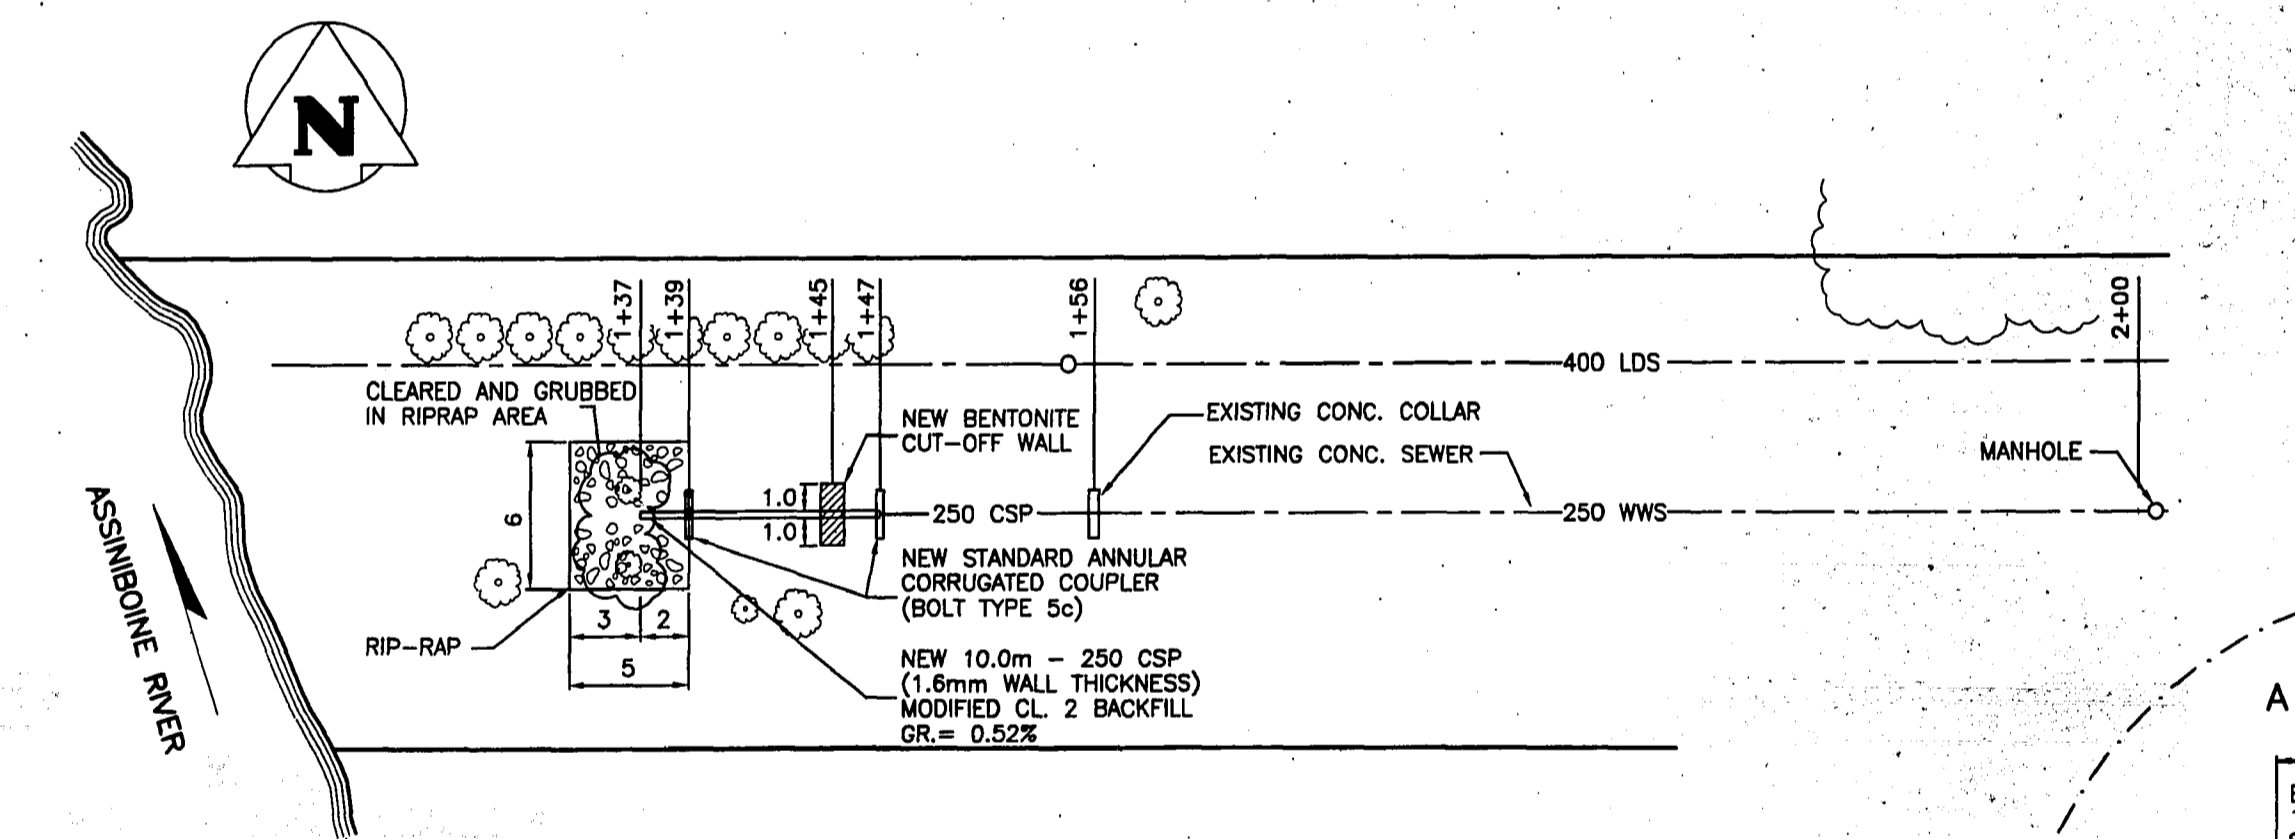 N
1+37
1+39
1+45
1+47
1+56
2+00
400 LDS
CLEARED AND GRUBBED
IN RIPRAP AREA
NEW BENTONITE
CUT-OFF WALL
EXISTING CONC. COLLAR
EXISTING CONC. SEWER
MANHOLE
ASSINIBOINE RIVER
6
1.0
1.0
250 CSP
250 WWS
NEW STANDARD ANNULAR
CORRUGATED COUPLER
(BOLT TYPE 5c)
3
2
RIP-RAP
5
NEW 10.0m - 250 CSP
(1.6mm WALL THICKNESS)
MODIFIED CL. 2 BACKFILL
GR.= 0.52%
A